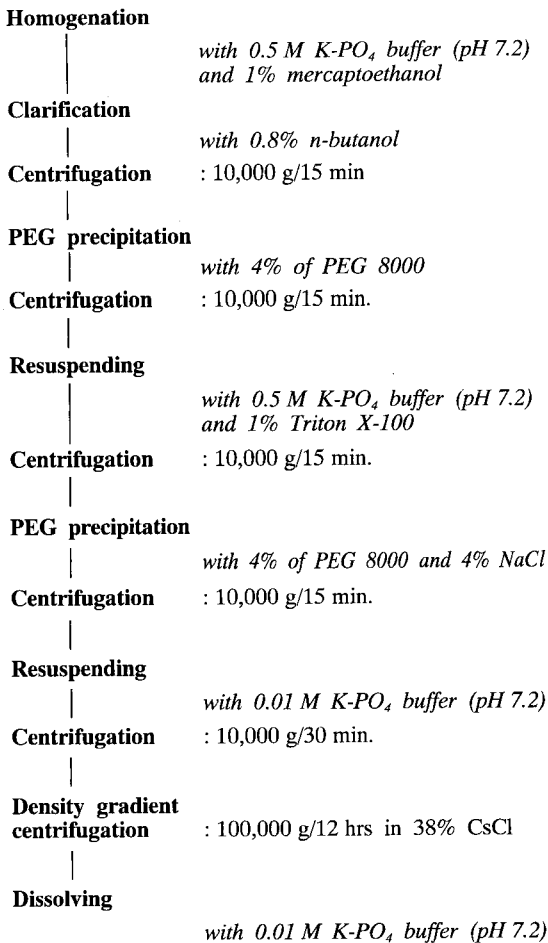 Homogenation
with 0.5 M K-PO₄ buffer (pH 7.2)
and 1% mercaptoethanol
Clarification
with 0.8% n-butanol
Centrifugation : 10,000 g/15 min
PEG precipitation
with 4% of PEG 8000
Centrifugation : 10,000 g/15 min.
Resuspending
with 0.5 M K-PO₄ buffer (pH 7.2)
and 1% Triton X-100
Centrifugation : 10,000 g/15 min.
PEG precipitation
with 4% of PEG 8000 and 4% NaCl
Centrifugation : 10,000 g/15 min.
Resuspending
with 0.01 M K-PO₄ buffer (pH 7.2)
Centrifugation : 10,000 g/30 min.
Density gradient
centrifugation : 100,000 g/12 hrs in 38% CsCl
Dissolving
with 0.01 M K-PO₄ buffer (pH 7.2)